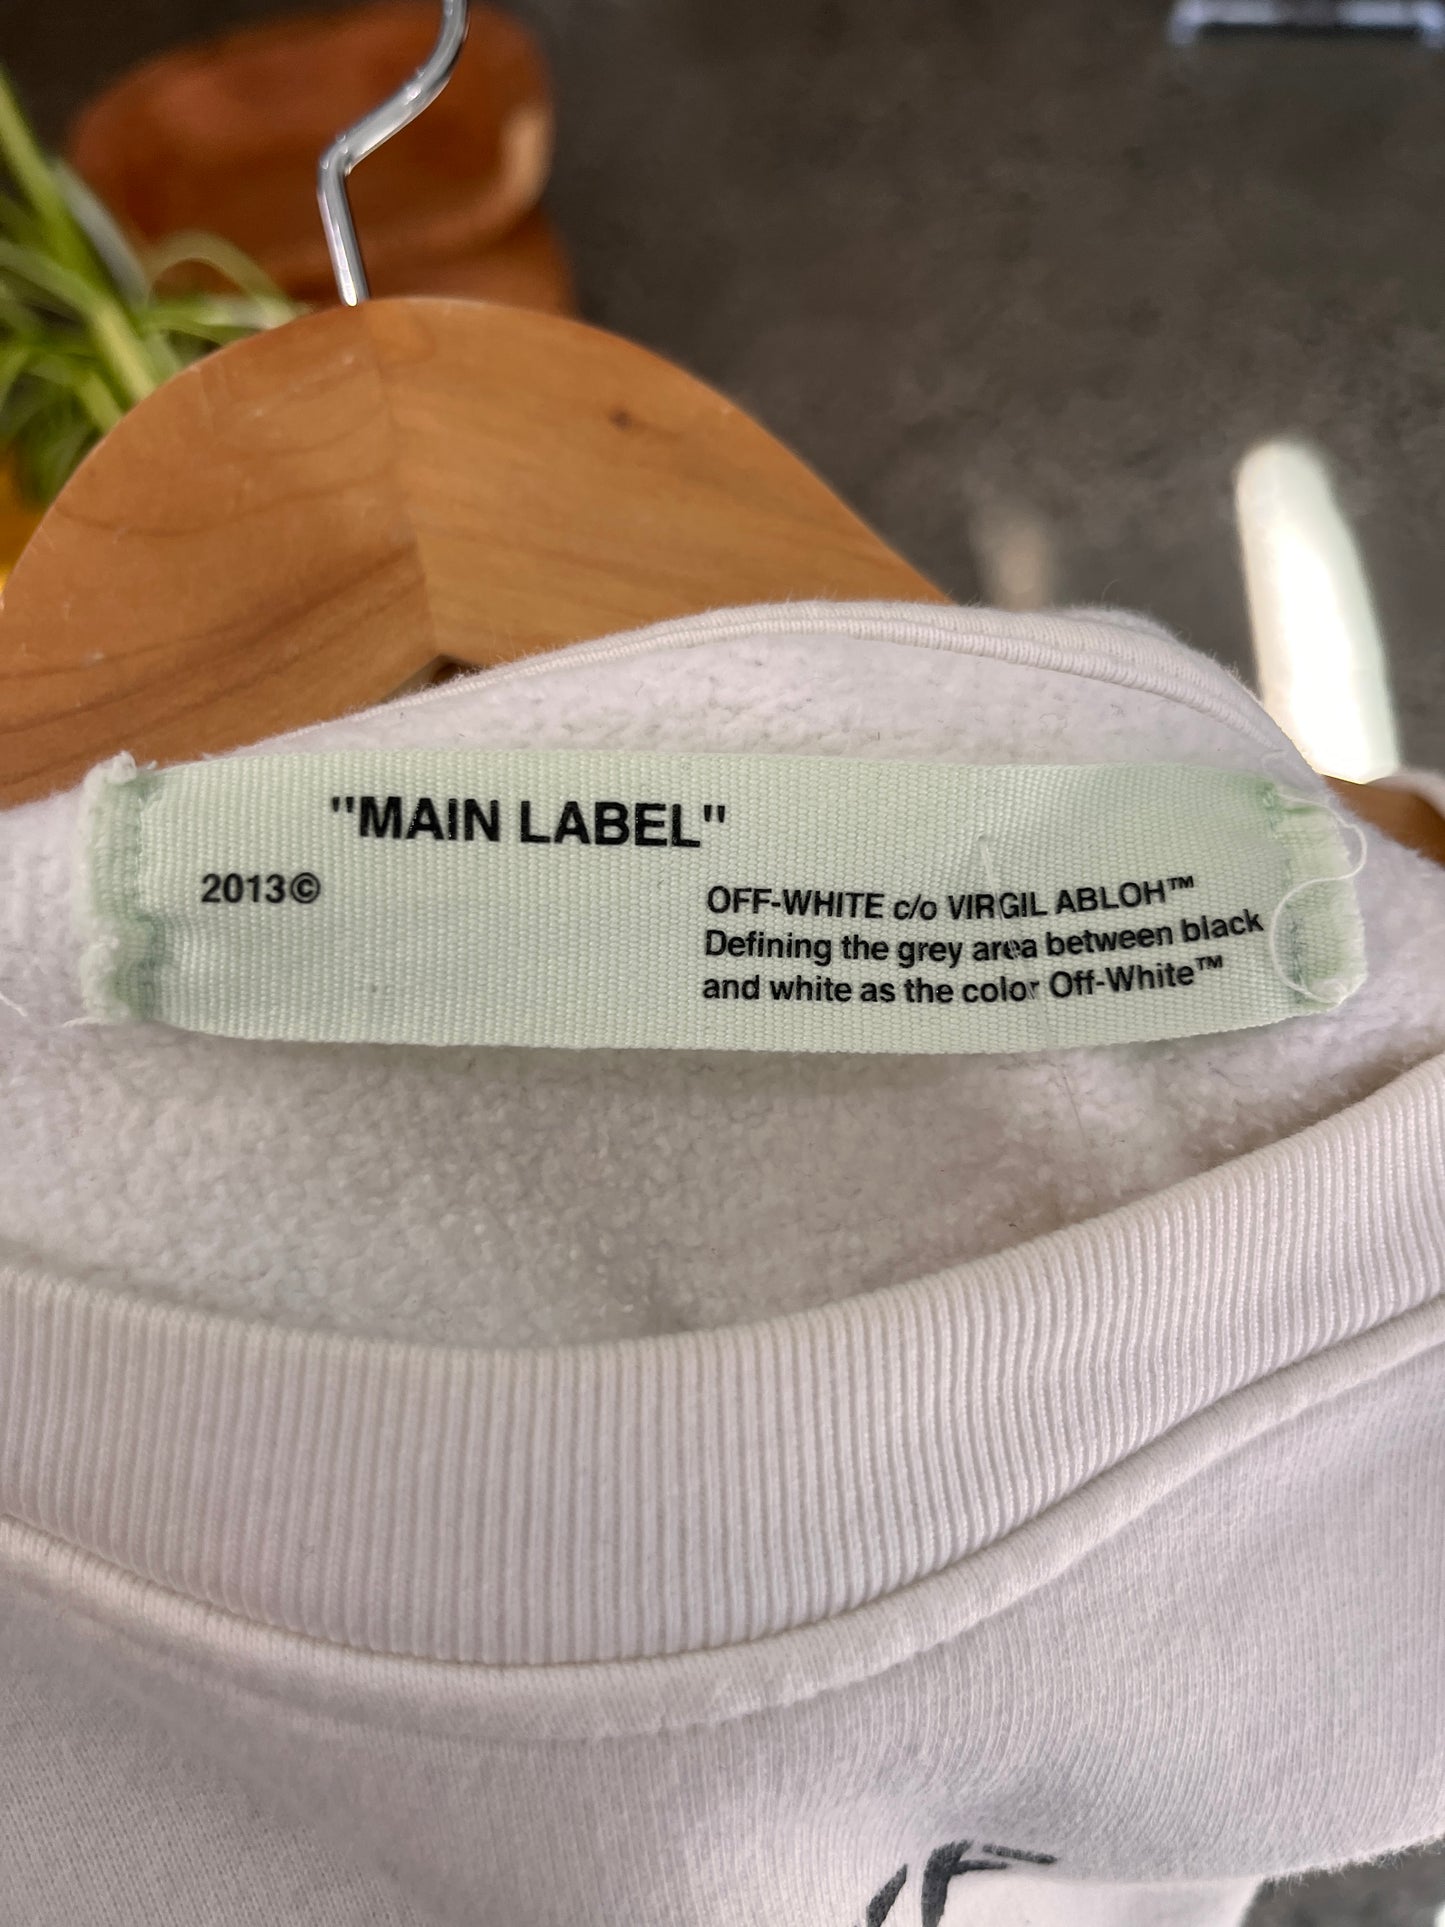 "MAIN LABEL"
2013©
OFF-WHITE c/o VIRGIL ABLOH™
Defining the grey area between black
and white as the color Off-White™